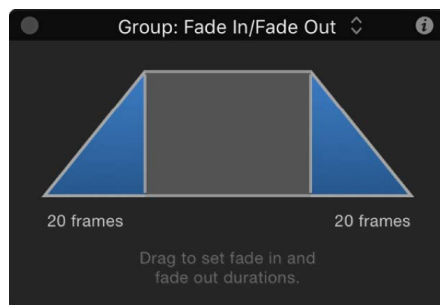 Group: Fade In/Fade Out
20 frames
20 frames
Drag to set fade in and
fade out durations.